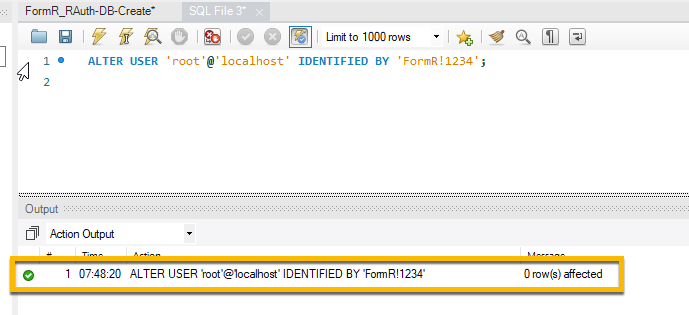 FormR_RAuth-DB-Create*
SQL File 3*
Limit to 1000 rows
1 ALTER USER 'root'@'localhost' IDENTIFIED BY 'FormR!1234';
2
Output
Action Output
# Time Action Message
1 07:48:20 ALTER USER 'root'@'localhost' IDENTIFIED BY 'FormR!1234' 0 row(s) affected